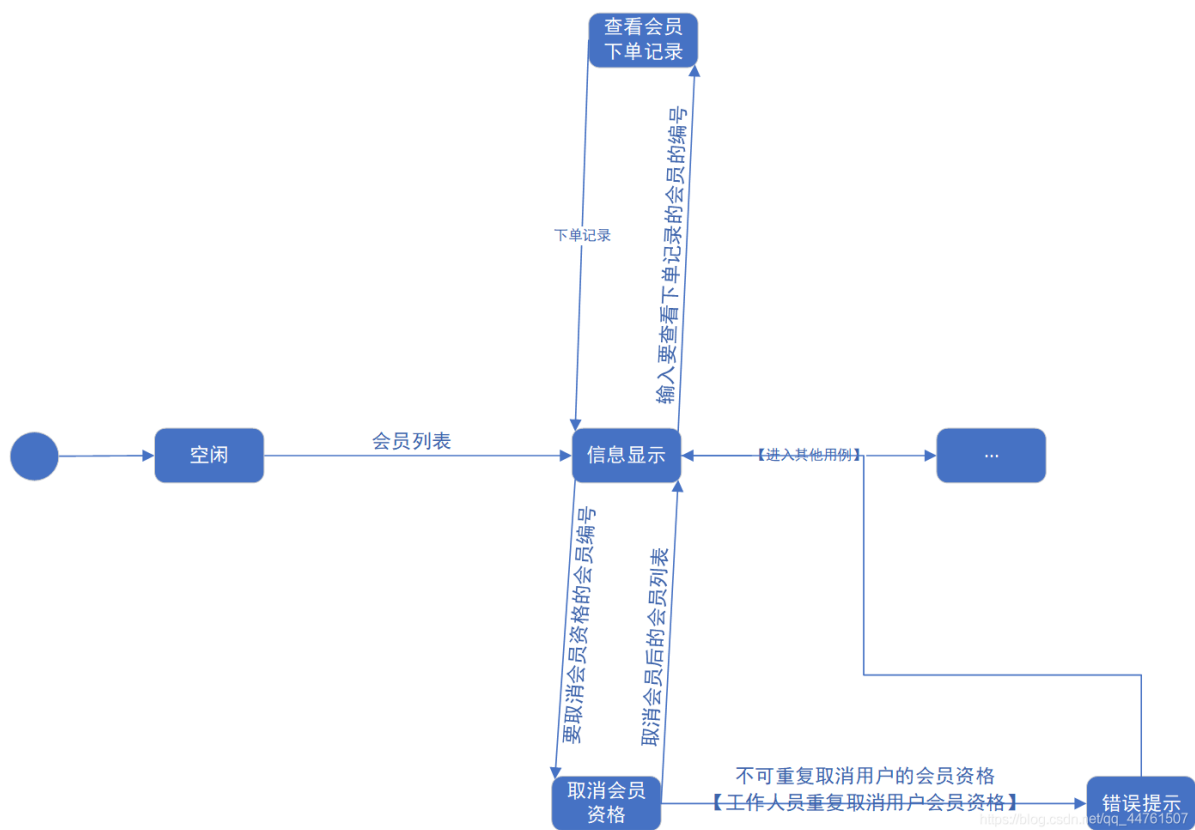 查看会员
下单记录
下单记录
输入要查看下单记录的会员的编号
空闲
会员列表
信息显示
【进入其他用例】
...
要取消会员资格的会员编号
取消会员后的会员列表
取消会员
资格
不可重复取消用户的会员资格
【工作人员重复取消用户会员资格】
错误提示
https://blog.csdn.net/qq_44761507